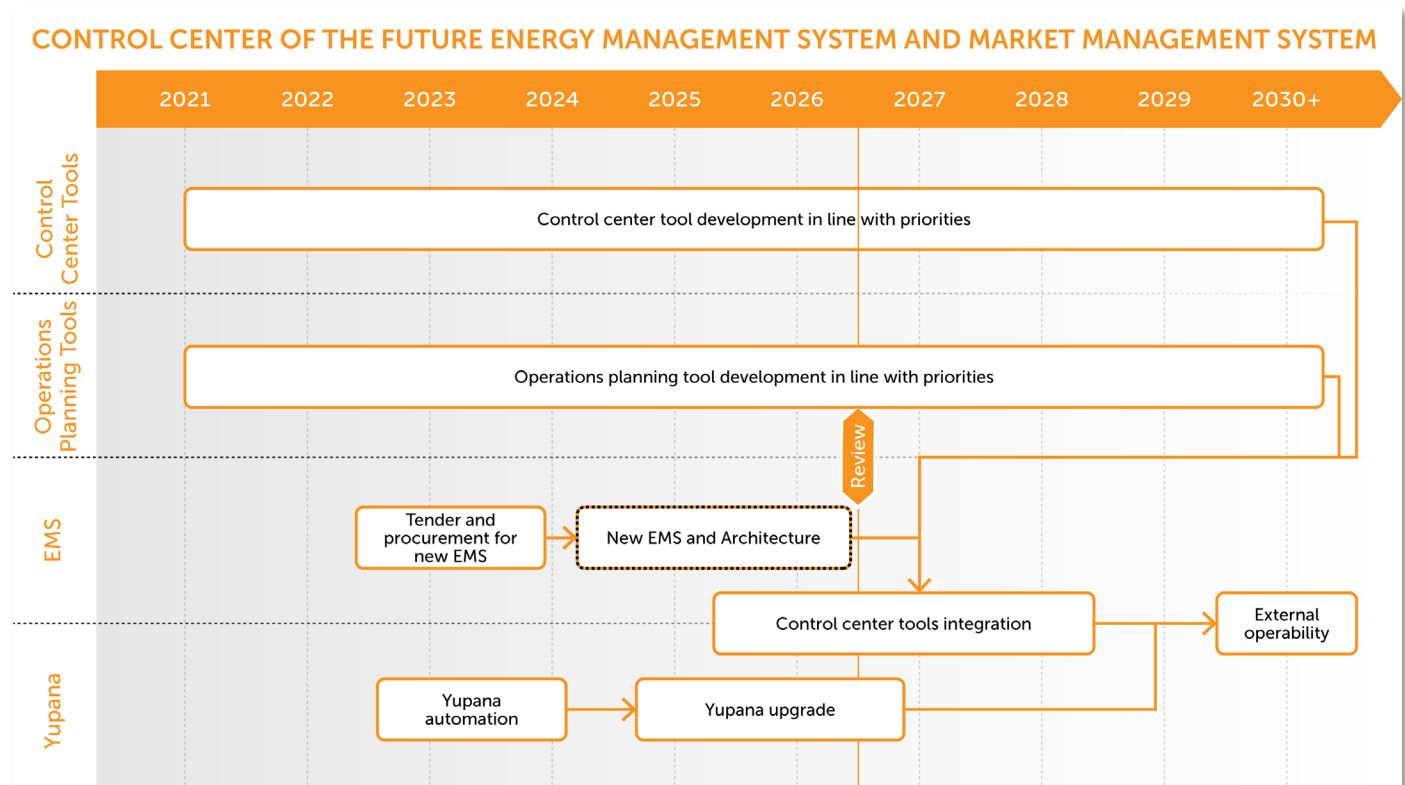 CONTROL CENTER OF THE FUTURE ENERGY MANAGEMENT SYSTEM AND MARKET MANAGEMENT SYSTEM
2021 2022 2023 2024 2025 2026 2027 2028 2029 2030+
Control
Center Tools
Control center tool development in line with priorities
Operations
Planning Tools
Operations planning tool development in line with priorities
Review
EMS
Tender and
procurement for
new EMS
New EMS and Architecture
Control center tools integration
External
operability
Yupana
Yupana
automation
Yupana upgrade